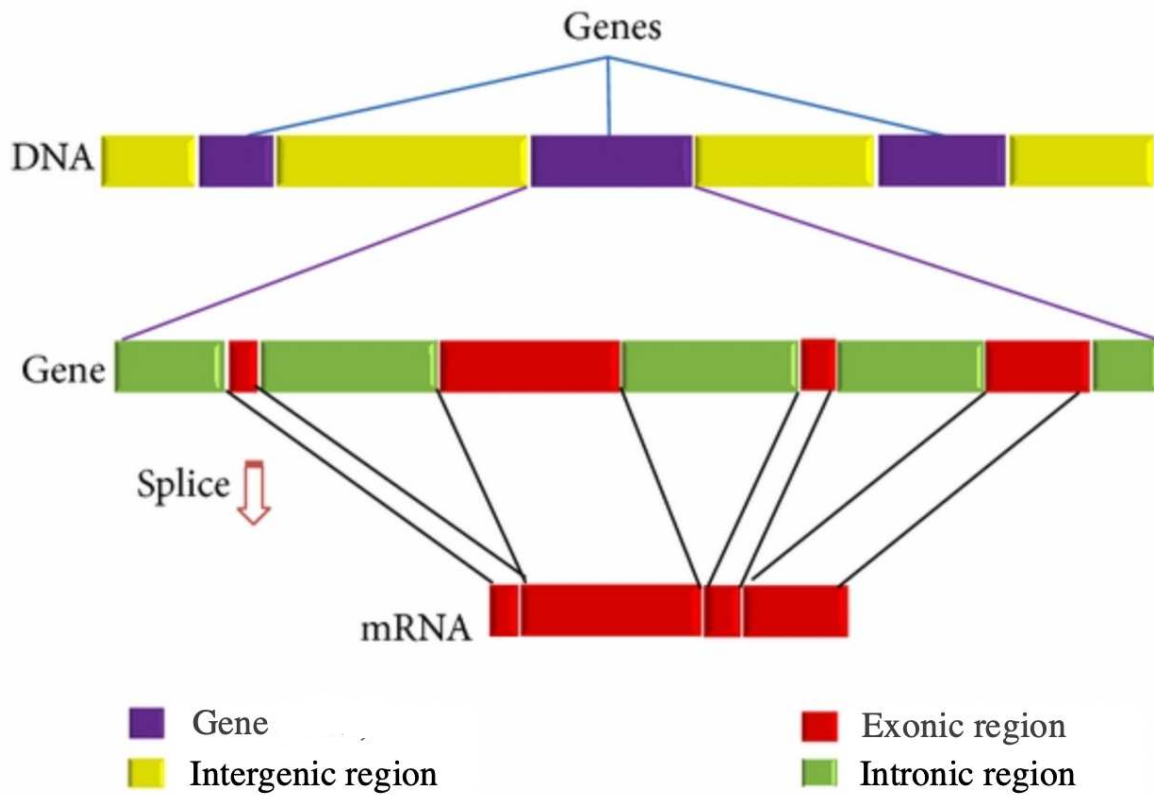 Genes
DNA
Gene
Splice
mRNA
Gene
Exonic region
Intergenic region
Intronic region